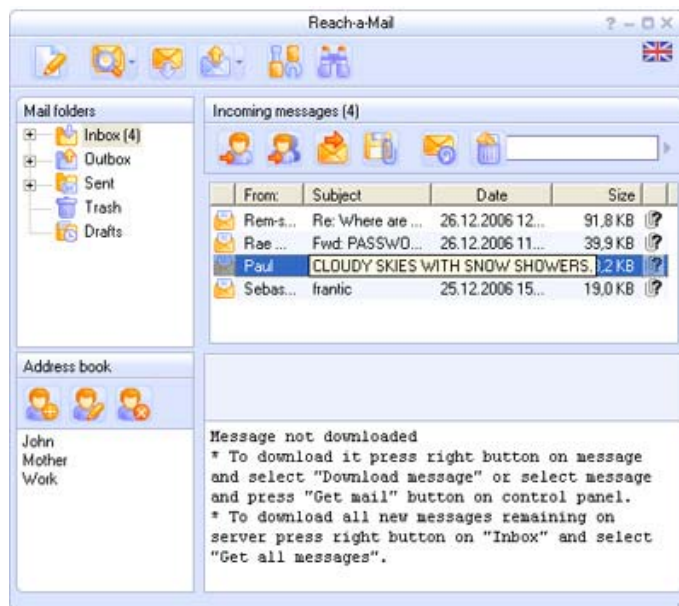 Reach-a-Mail
Mail folders
Inbox (4)
Outbox
Sent
Trash
Drafts
Incoming messages (4)
From: Subject Date Size
Rem-s... Re: Where are ... 26.12.2006 12... 91,8 KB
Rae ... Fwd: PASSWO... 26.12.2006 11... 39,9 KB
Paul CLOUDY SKIES WITH SNOW SHOWERS. ,2 KB
Sebas... frantic 25.12.2006 15... 19,0 KB
Address book
John
Mother
Work
Message not downloaded
* To download it press right button on message
and select "Download message" or select message
and press "Get mail" button on control panel.
* To download all new messages remaining on
server press right button on "Inbox" and select
"Get all messages".